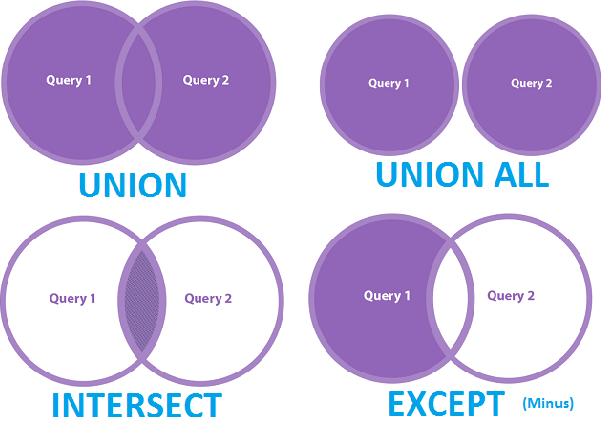 Query 1
Query 2
UNION
Query 1
Query 2
UNION ALL
Query 1
Query 2
INTERSECT
Query 1
Query 2
EXCEPT (Minus)